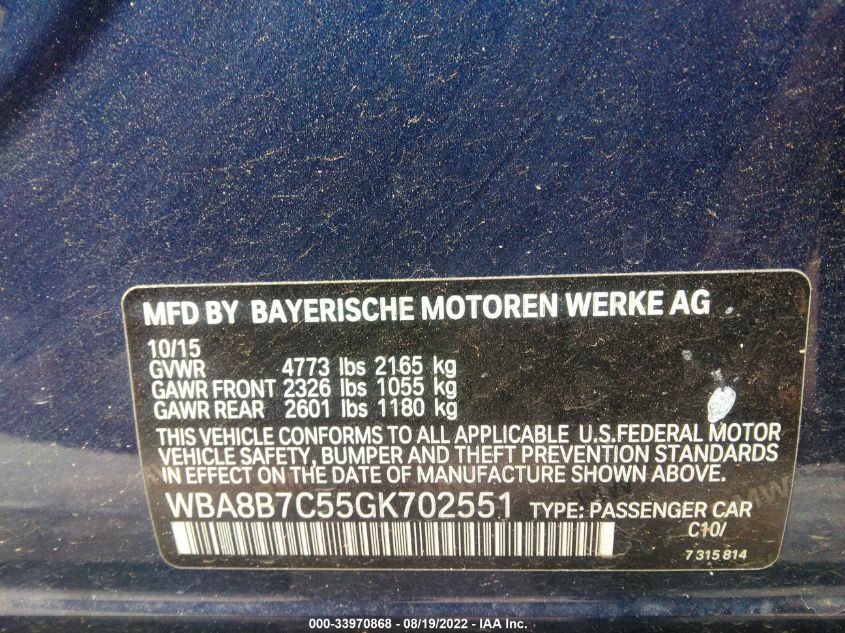 MFD BY BAYERISCHE MOTOREN WERKE AG
10/15
GVWR 4773 lbs 2165 kg
GAWR FRONT 2326 lbs 1055 kg
GAWR REAR 2601 lbs 1180 kg
THIS VEHICLE CONFORMS TO ALL APPLICABLE U.S.FEDERAL MOTOR
VEHICLE SAFETY, BUMPER AND THEFT PREVENTION STANDARDS
IN EFFECT ON THE DATE OF MANUFACTURE SHOWN ABOVE.
WBA8B7C55GK702551 TYPE: PASSENGER CAR
C10/
7 315 814
000-33970868 - 08/19/2022 - IAA Inc.